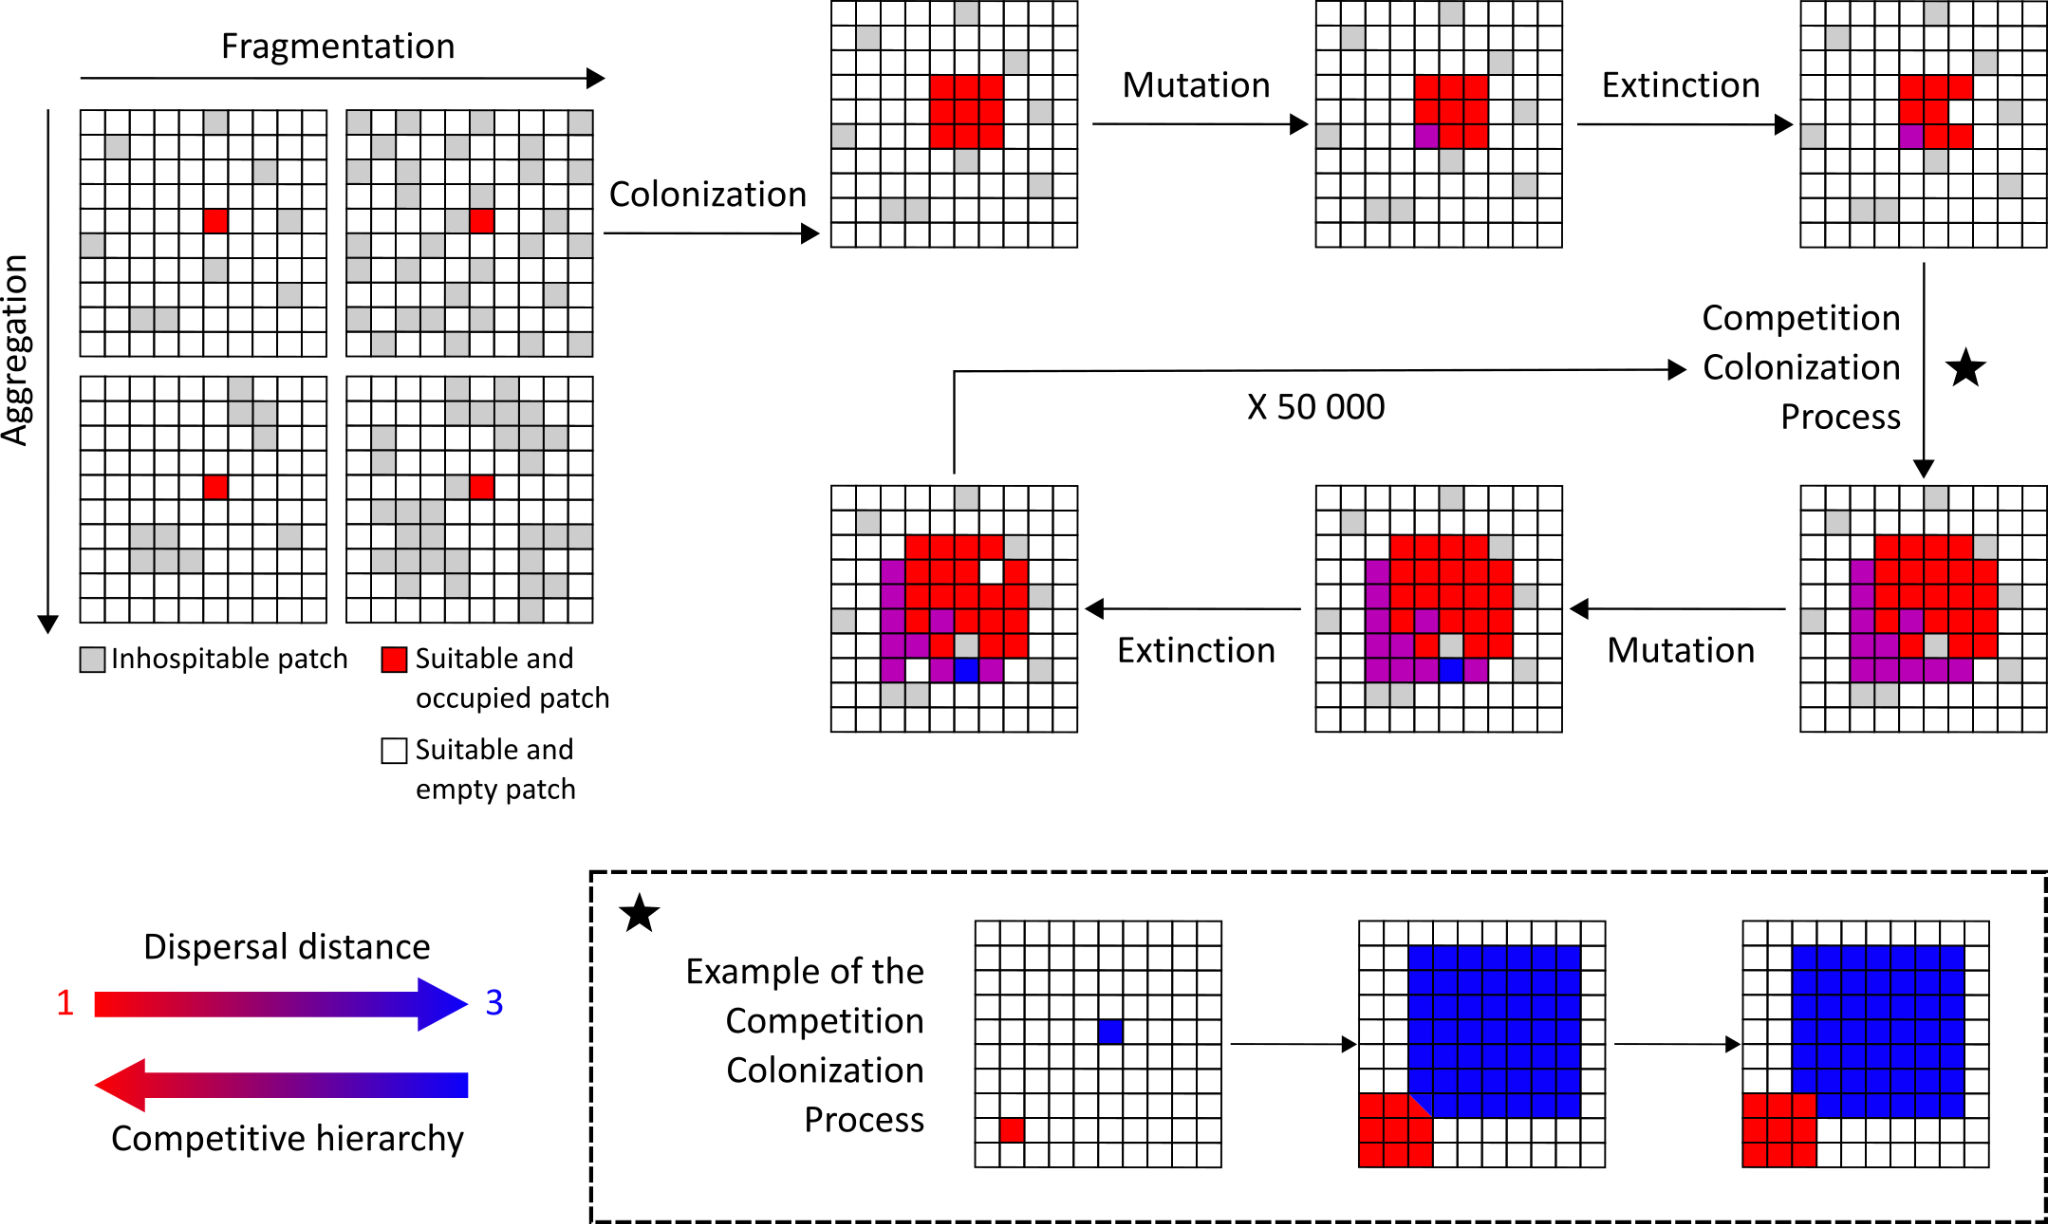 Fragmentation
Aggregation
Colonization
Mutation
Extinction
Competition
Colonization
Process
X 50 000
Extinction
Mutation
Inhospitable patch
Suitable and
occupied patch
Suitable and
empty patch
Dispersal distance
1
3
Competitive hierarchy
Example of the
Competition
Colonization
Process